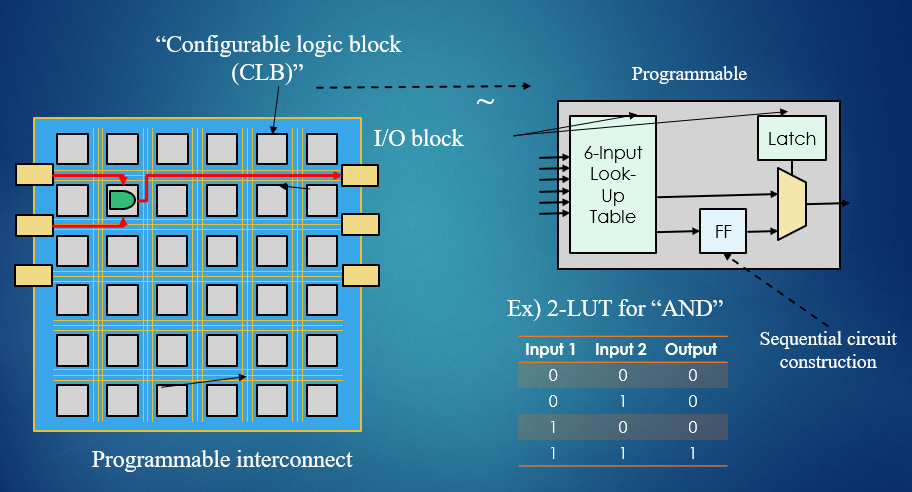 “Configurable logic block
(CLB)”
~
Programmable
I/O block
6-Input
Look-
Up
Table
Latch
FF
Ex) 2-LUT for “AND”
Input 1 Input 2 Output
0 0 0
0 1 0
1 0 0
1 1 1
Sequential circuit
construction
Programmable interconnect